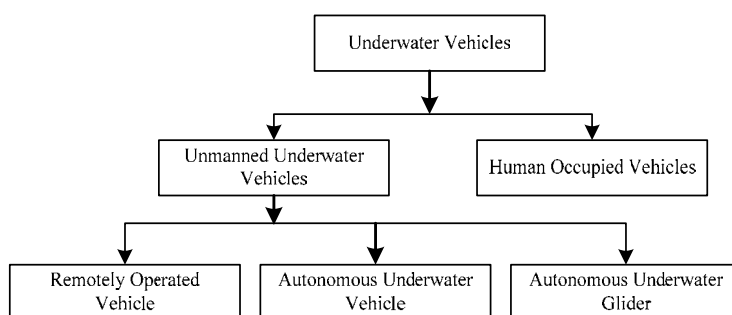 Underwater Vehicles
Unmanned Underwater
Vehicles
Human Occupied Vehicles
Remotely Operated
Vehicle
Autonomous Underwater
Vehicle
Autonomous Underwater
Glider